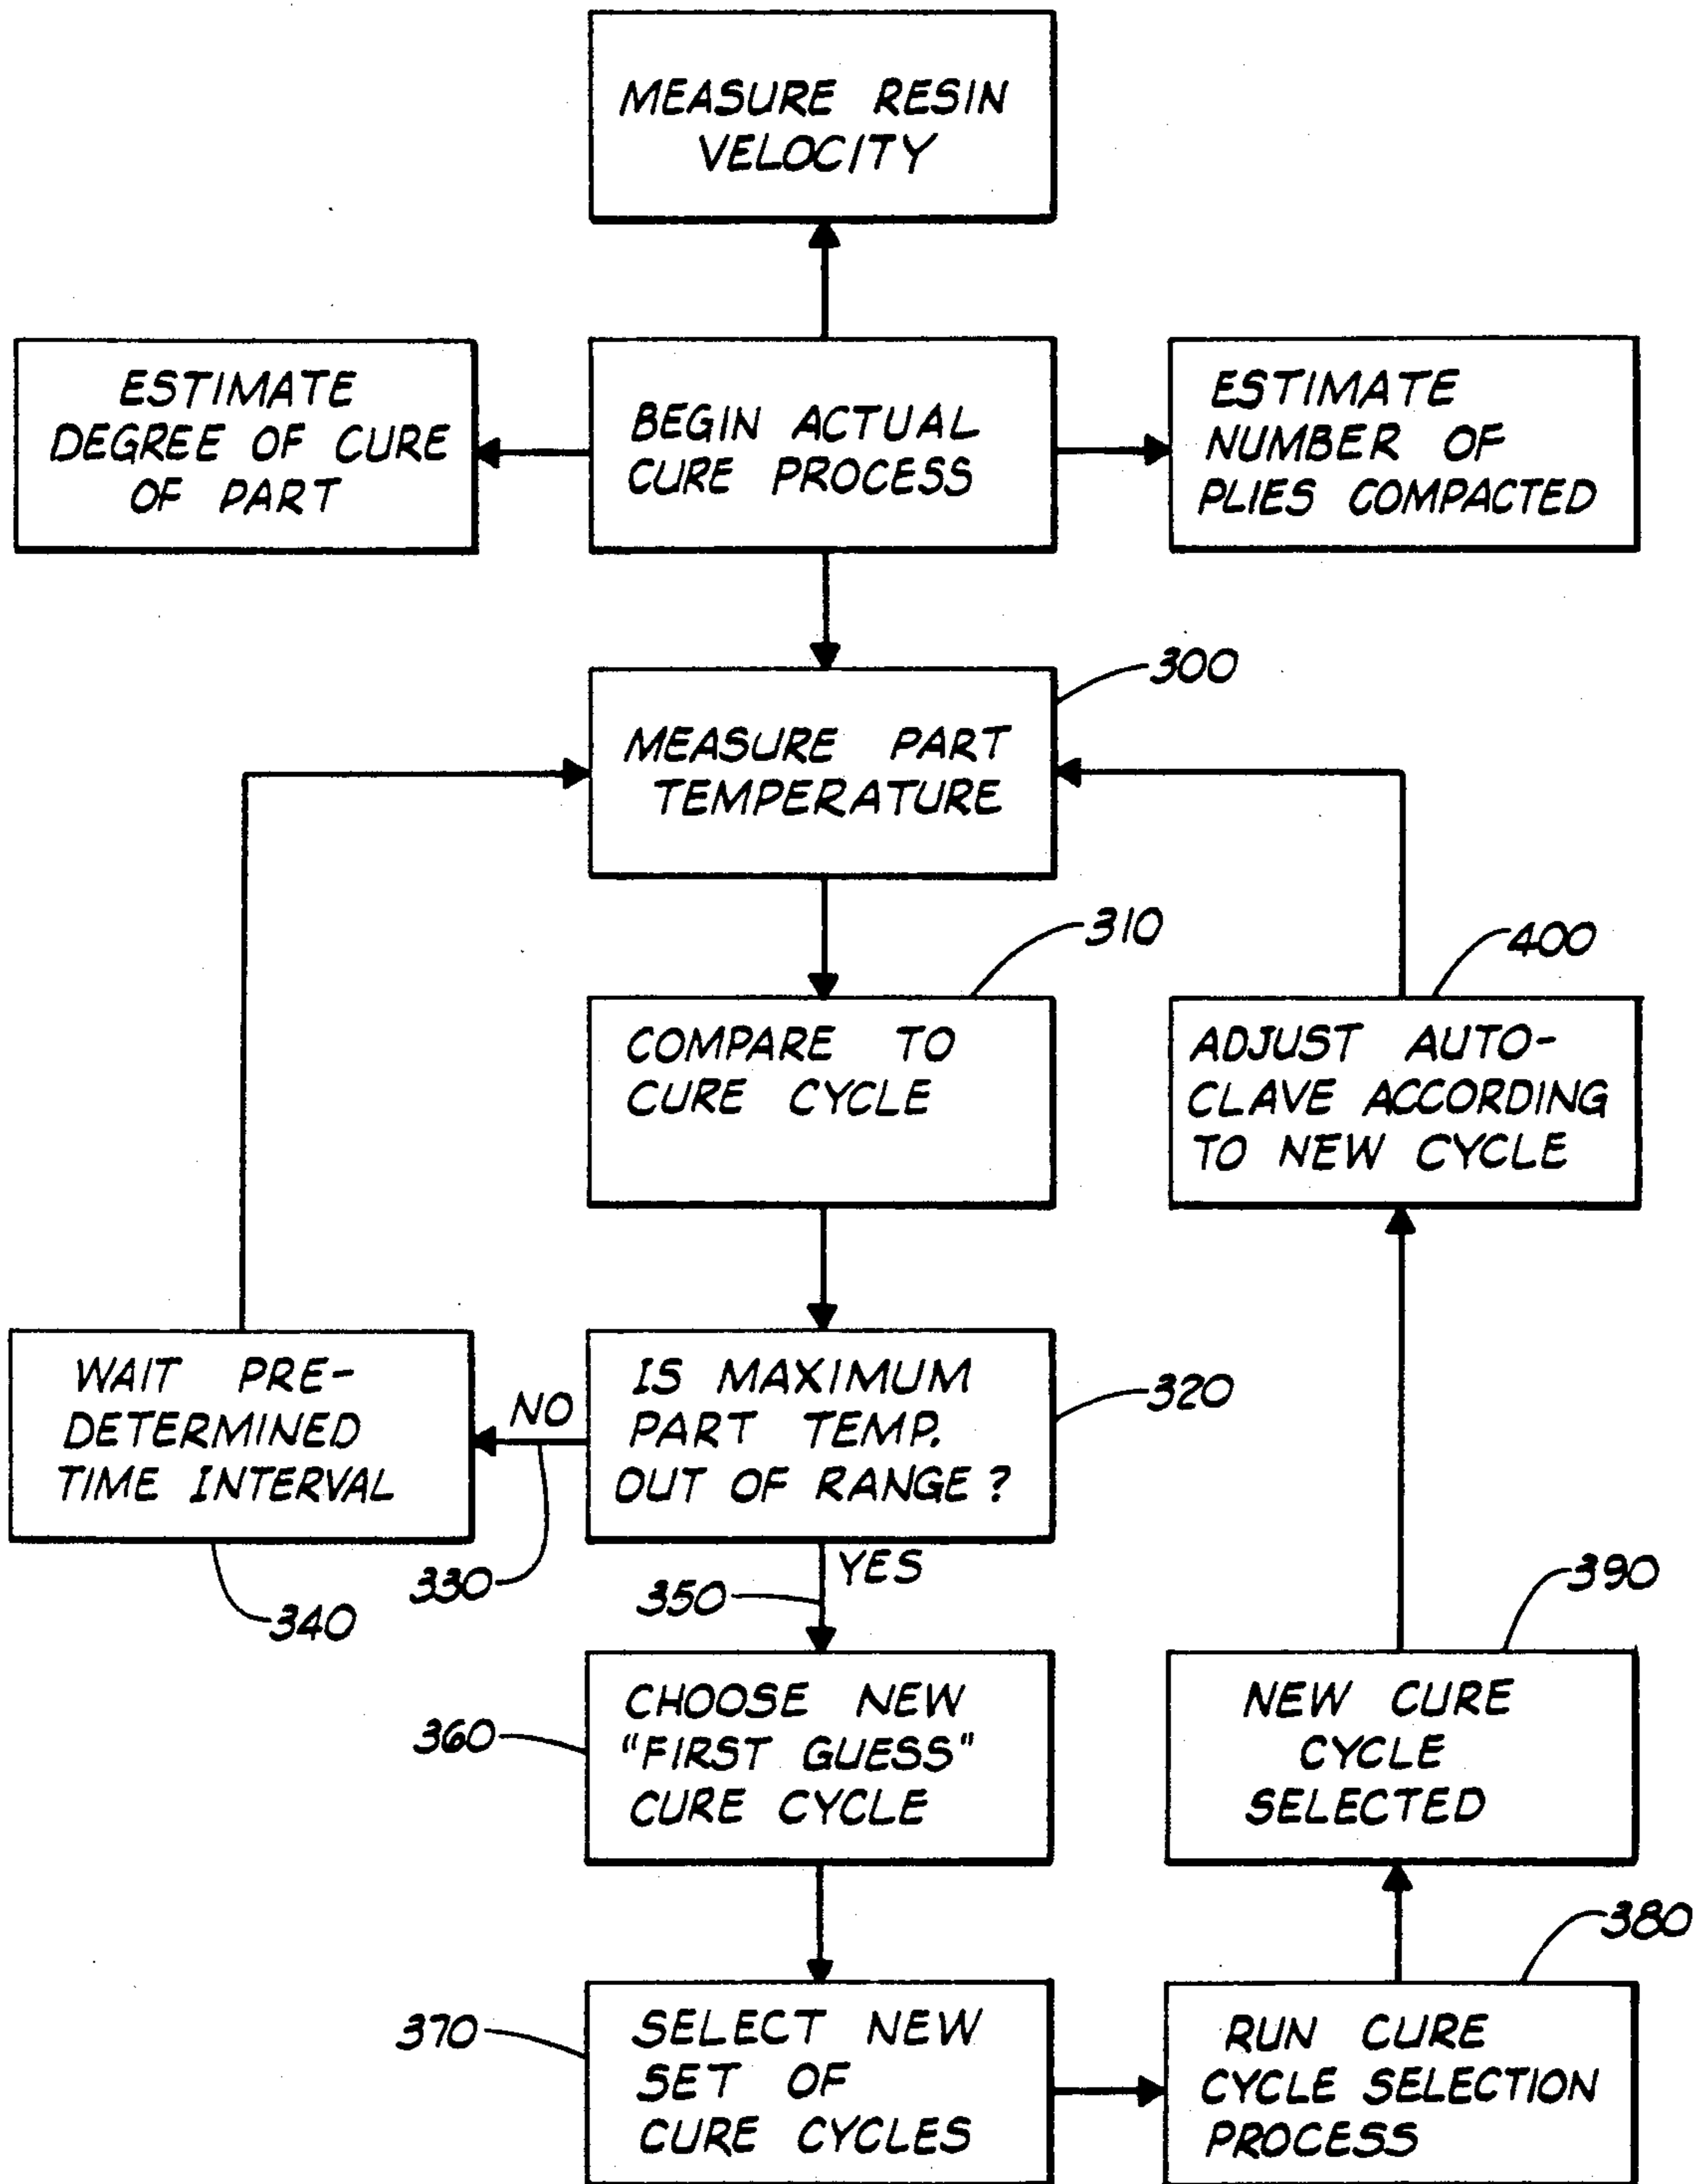 MEASURE RESIN
VELOCITY
ESTIMATE
DEGREE OF CURE
OF PART
BEGIN ACTUAL
CURE PROCESS
ESTIMATE
NUMBER OF
PLIES COMPACTED
300
MEASURE PART
TEMPERATURE
310
400
COMPARE TO
CURE CYCLE
ADJUST AUTO-
CLAVE ACCORDING
TO NEW CYCLE
WAIT PRE-
DETERMINED
TIME INTERVAL
NO
IS MAXIMUM
PART TEMP.
OUT OF RANGE?
320
330
340
YES
350
390
360
CHOOSE NEW
"FIRST GUESS"
CURE CYCLE
NEW CURE
CYCLE
SELECTED
380
370
SELECT NEW
SET OF
CURE CYCLES
RUN CURE
CYCLE SELECTION
PROCESS